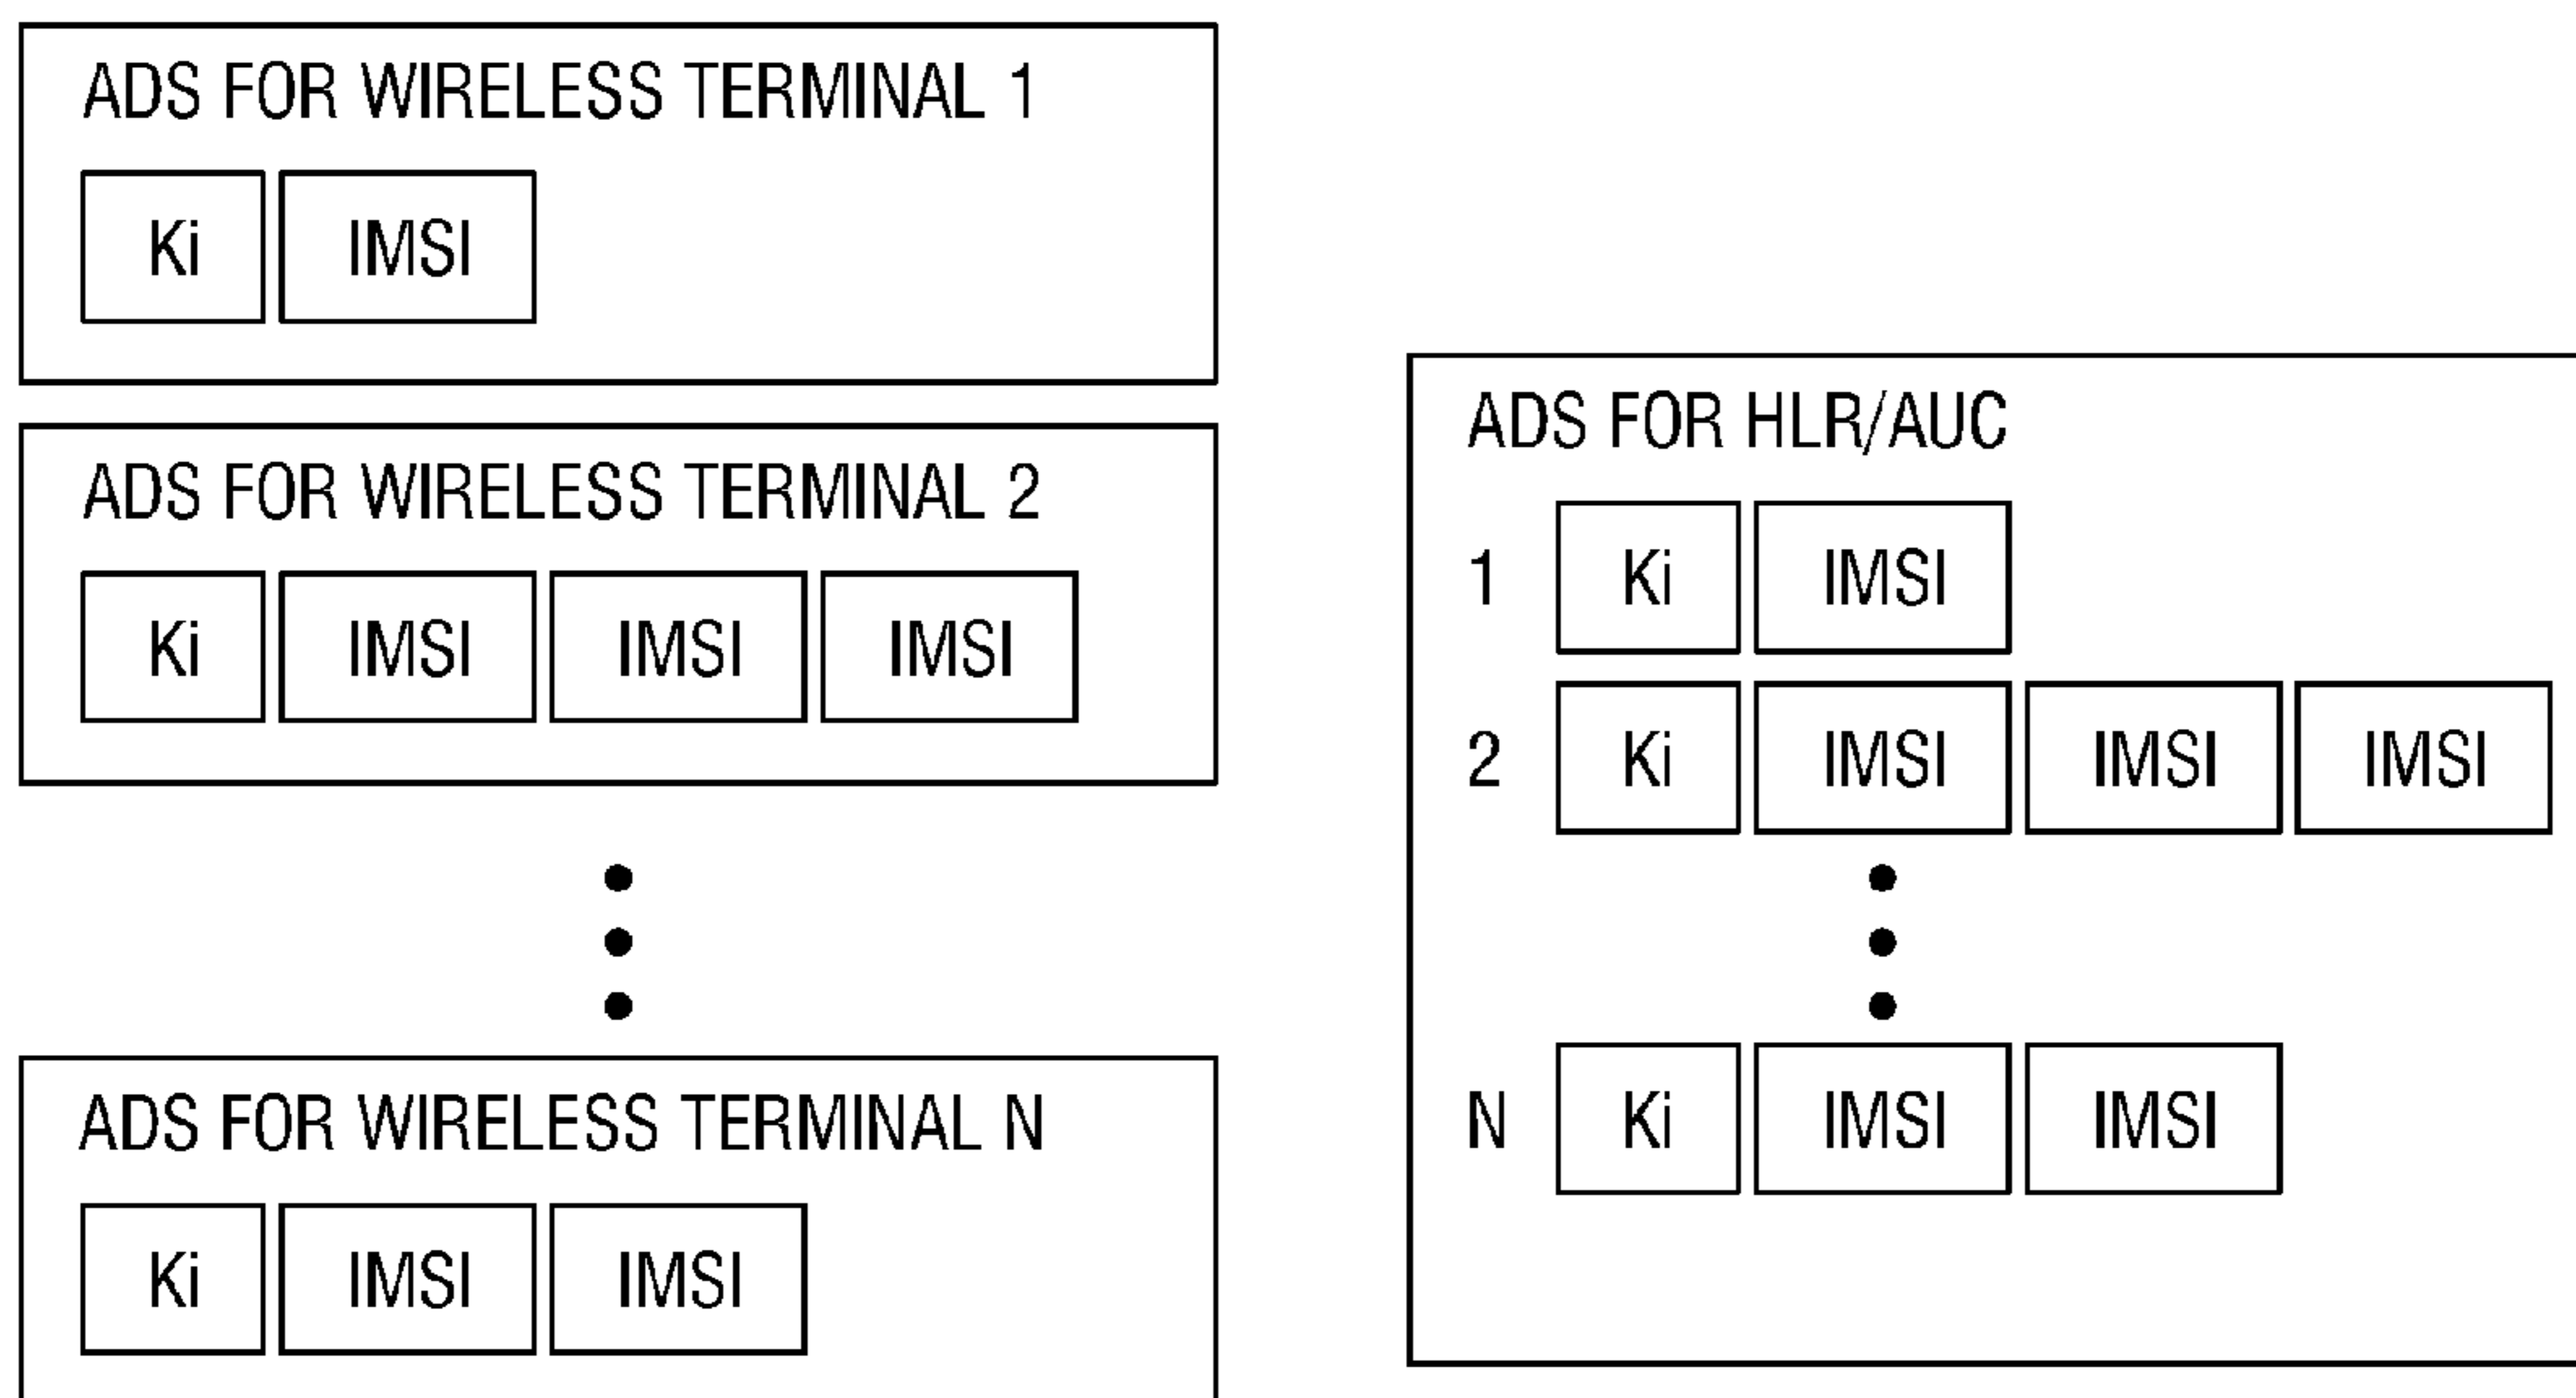 ADS FOR WIRELESS TERMINAL 1
Ki IMSI
ADS FOR WIRELESS TERMINAL 2
Ki IMSI IMSI IMSI
ADS FOR WIRELESS TERMINAL N
Ki IMSI IMSI
ADS FOR HLR/AUC
1 Ki IMSI
2 Ki IMSI IMSI IMSI
N Ki IMSI IMSI